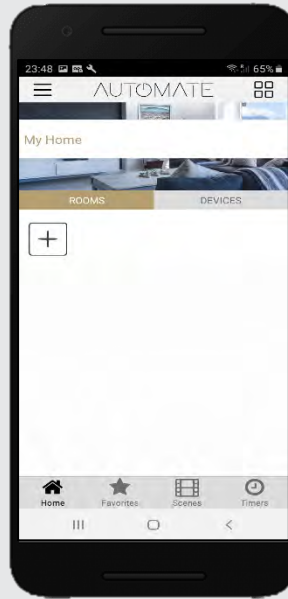 23:48 65%
AUTOMATE
My Home
ROOMS DEVICES
Home Favorites Scenes Timers